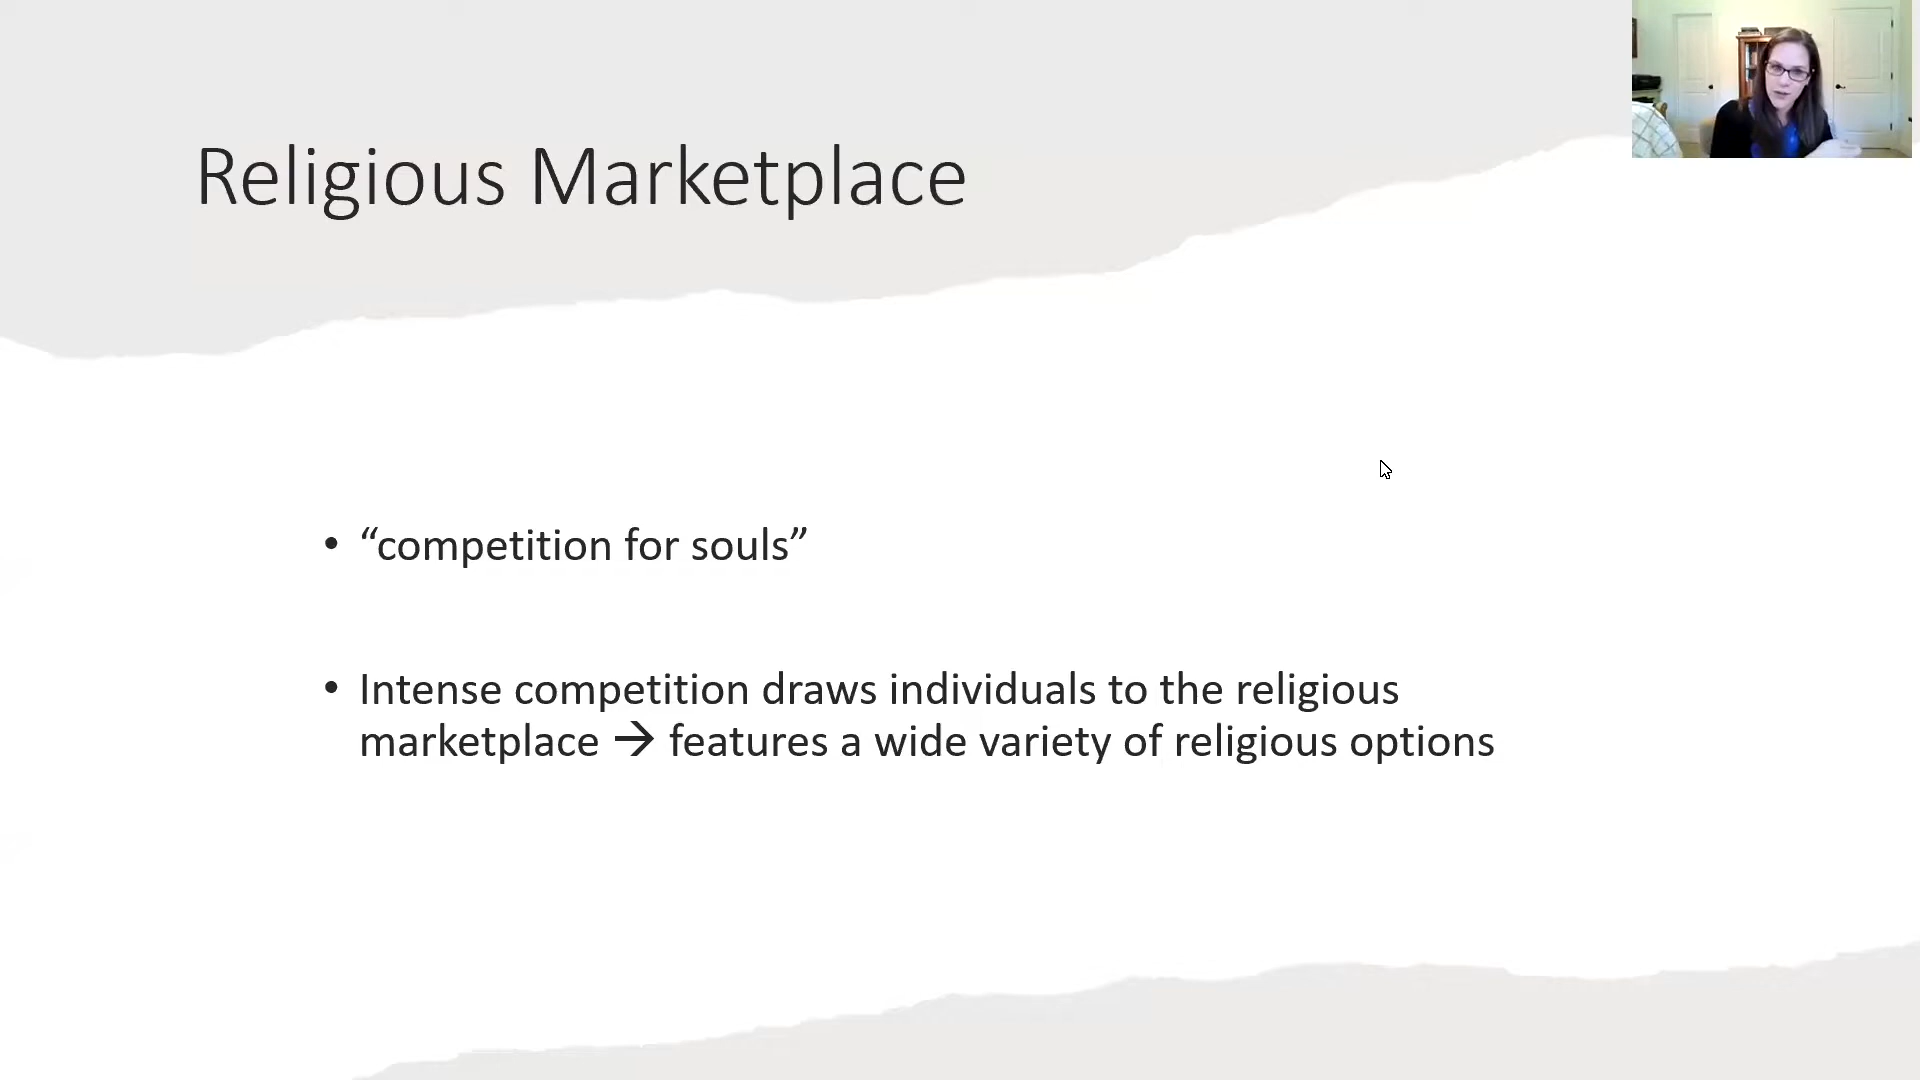 Religious Marketplace
• “competition for souls”
• Intense competition draws individuals to the religious
marketplace → features a wide variety of religious options